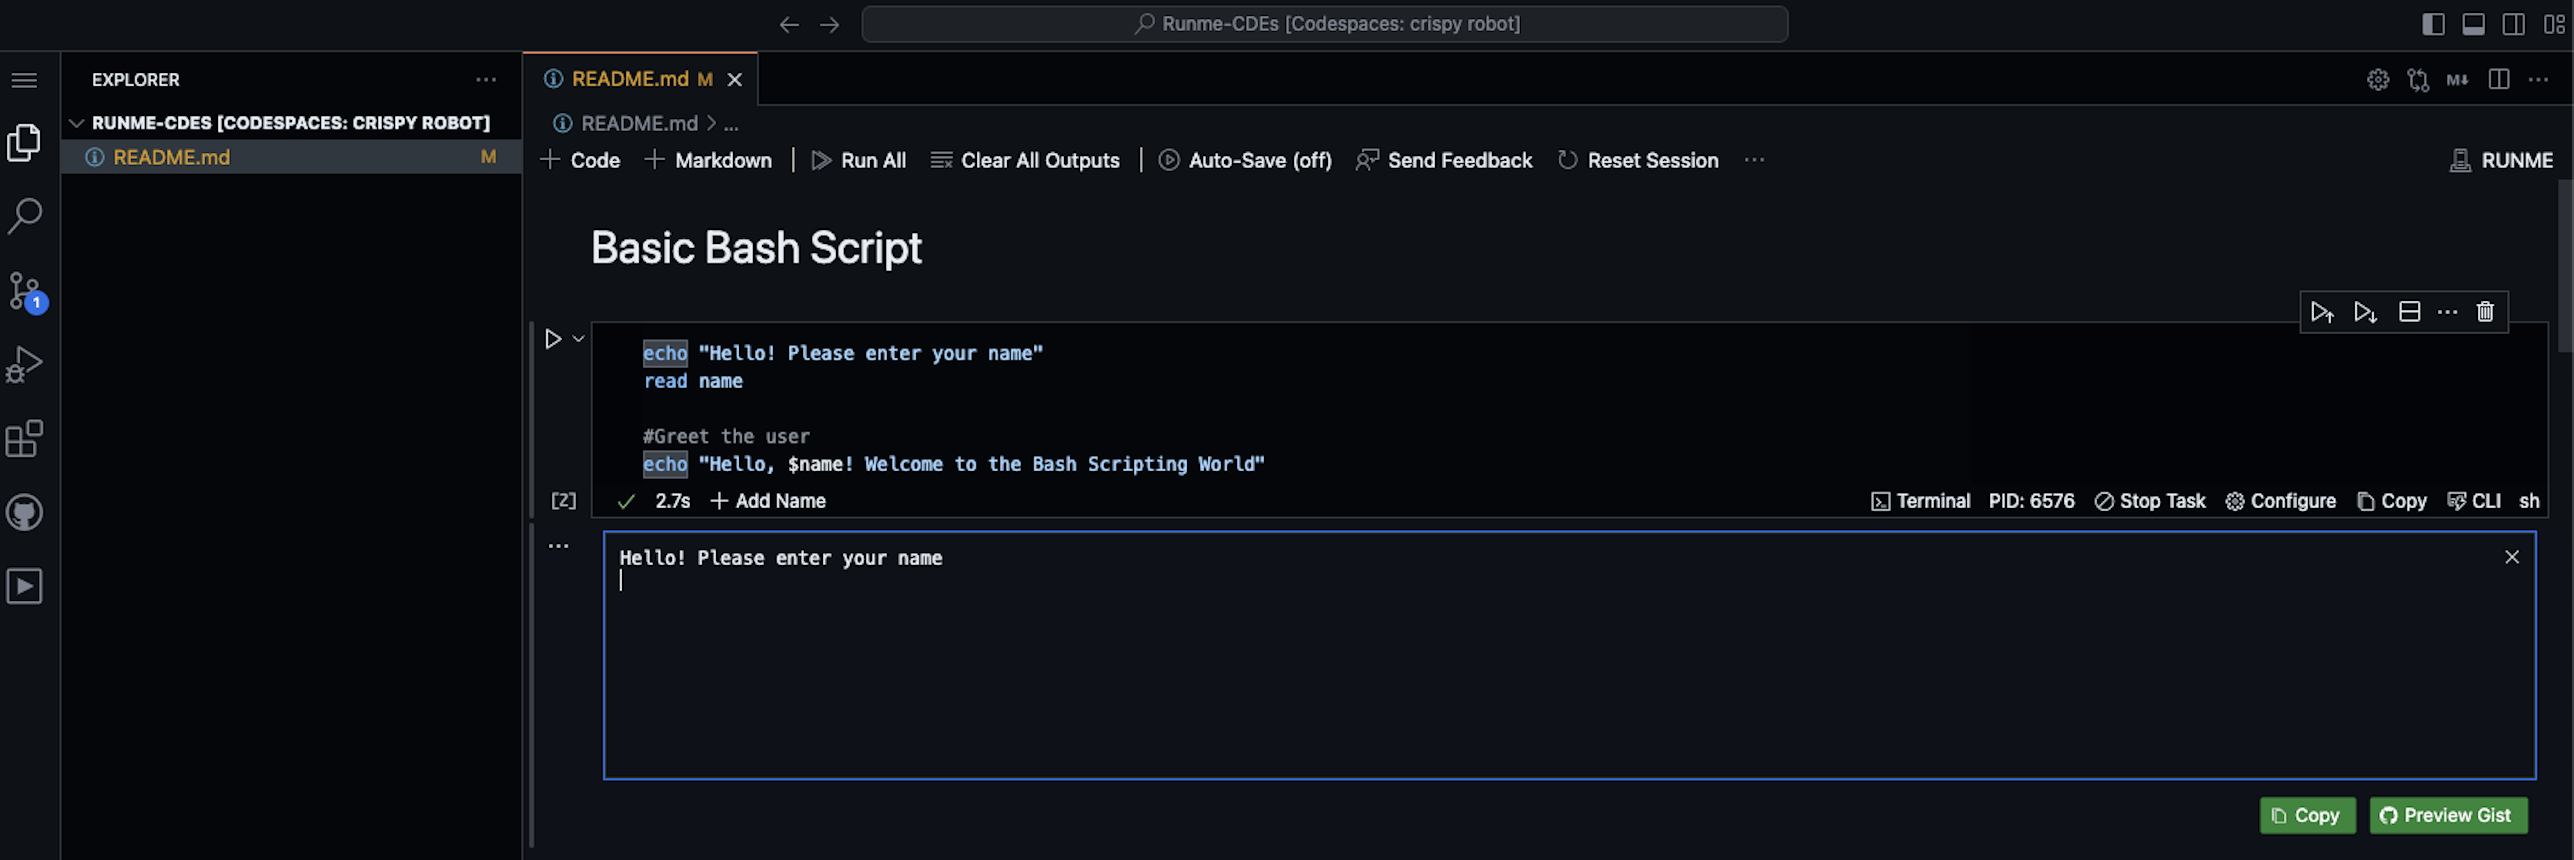 Runme-CDEs [Codespaces: crispy robot]
EXPLORER
README.md M
RUNME-CDES [CODESPACES: CRISPY ROBOT]
README.md > ...
README.md M
Code Markdown | Run All Clear All Outputs | Auto-Save (off) Send Feedback Reset Session ... RUNME
Basic Bash Script
1
echo "Hello! Please enter your name"
read name
#Greet the user
echo "Hello, $name! Welcome to the Bash Scripting World"
[2] 2.7s Add Name Terminal PID: 6576 Stop Task Configure Copy CLI sh
Hello! Please enter your name
Copy Preview Gist